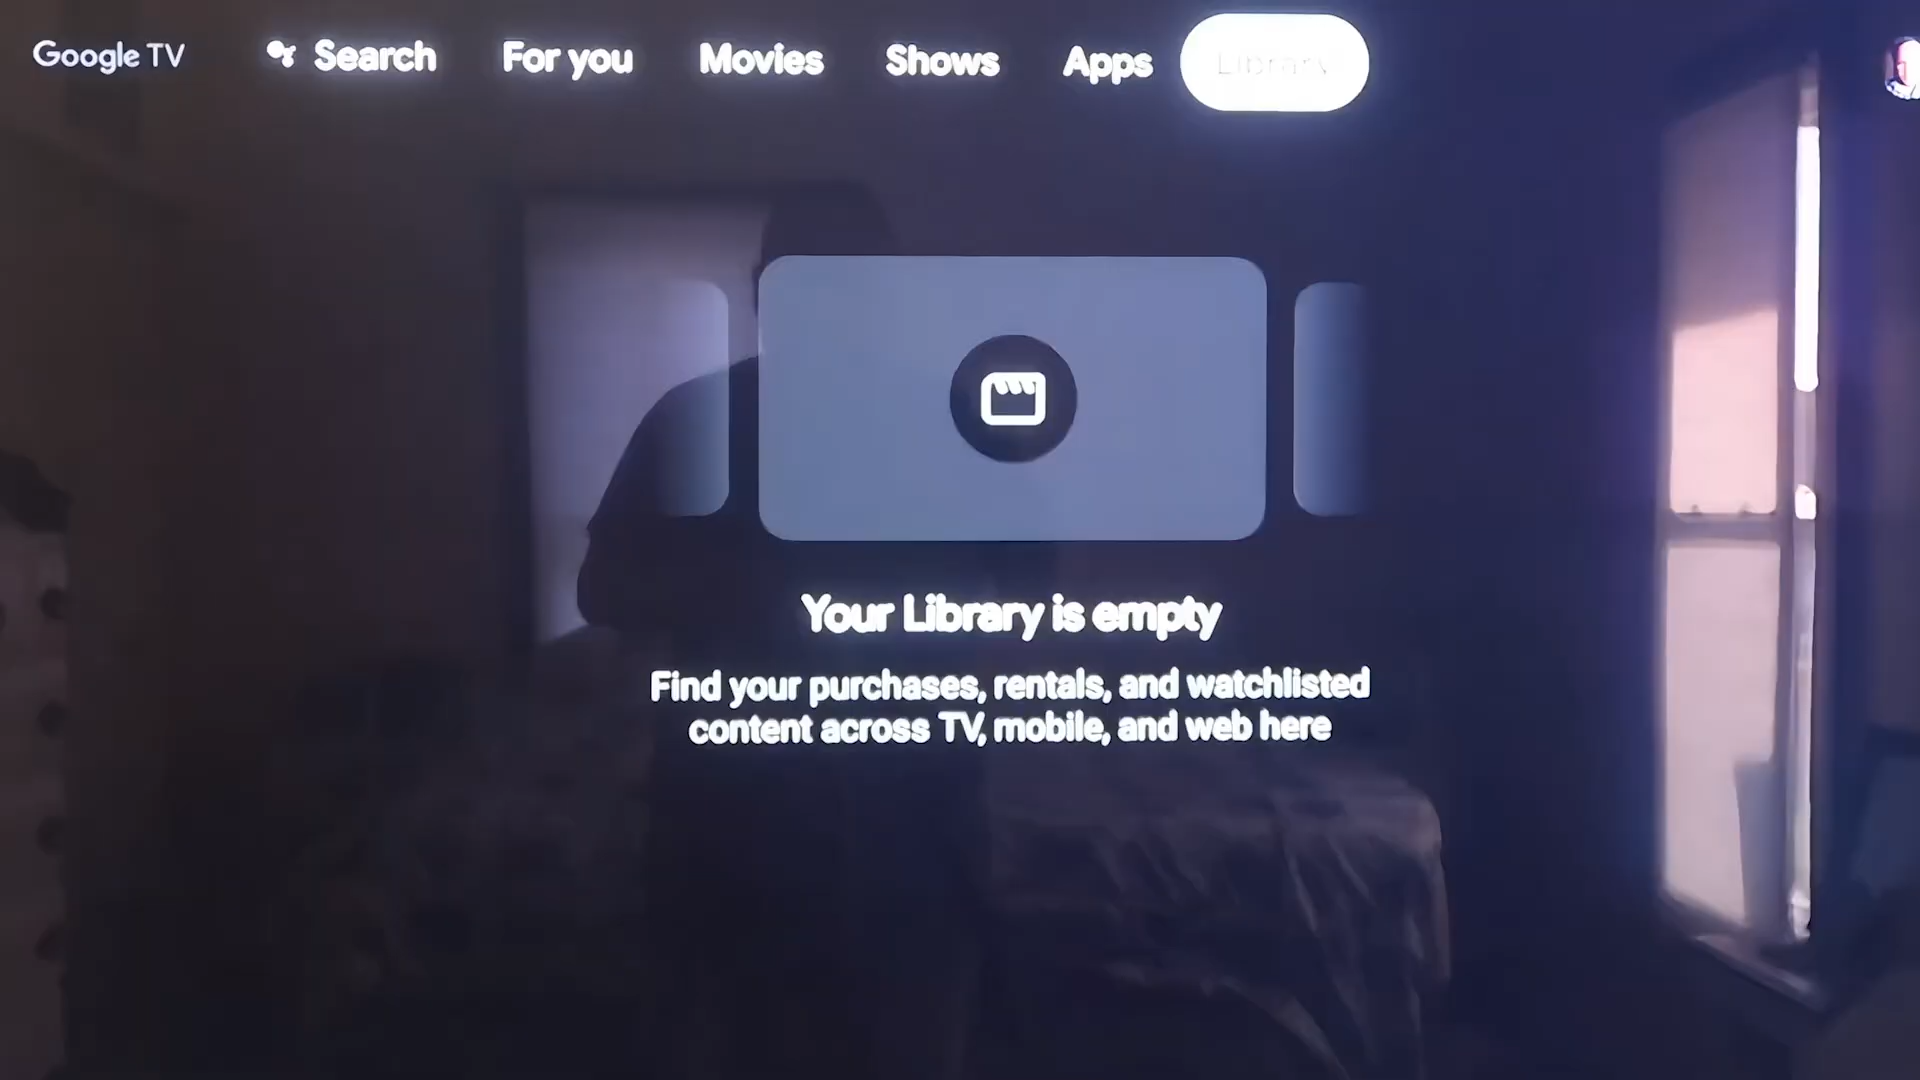 Google TV
Search
For you
Movies
Shows
Apps
Library
Your Library is empty
Find your purchases, rentals, and watchlisted
content across TV, mobile, and web here